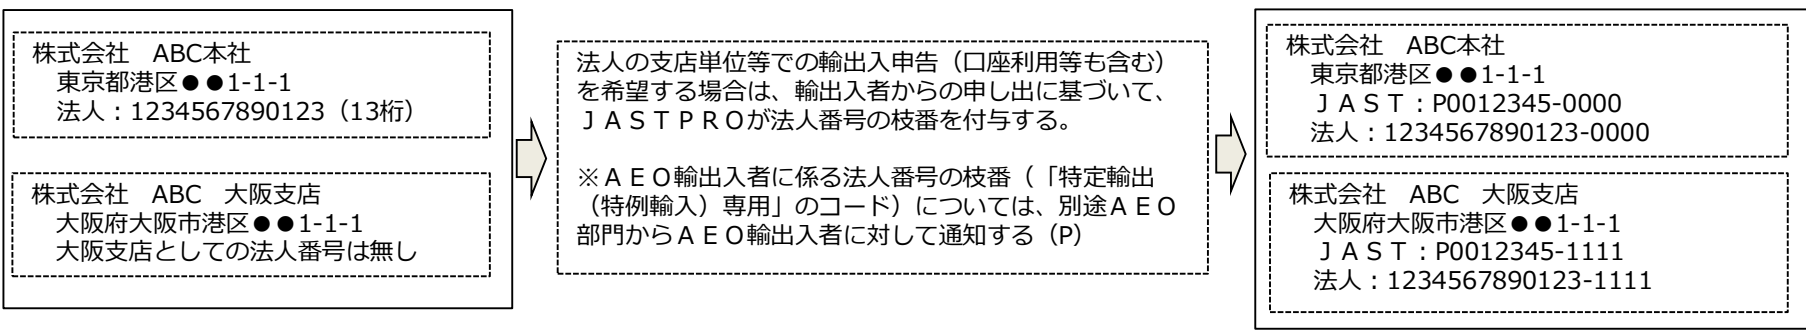 株式会社　ABC本社
東京都港区●●1-1-1
法人：1234567890123（13桁）
株式会社　ABC　大阪支店
大阪府大阪市港区●●1-1-1
大阪支店としての法人番号は無し
法人の支店単位等での輸出入申告（口座利用等も含む）
を希望する場合は、輸出入者からの申し出に基づいて、
ＪＡＳＴＰＲＯが法人番号の枝番を付与する。
※ＡＥＯ輸出入者に係る法人番号の枝番（「特定輸出
（特例輸入）専用」のコード）については、別途ＡＥＯ
部門からＡＥＯ輸出入者に対して通知する（P）
株式会社　ABC本社
東京都港区●●1-1-1
ＪＡＳＴ：P0012345-0000
法人：1234567890123-0000
株式会社　ABC　大阪支店
大阪府大阪市港区●●1-1-1
ＪＡＳＴ：P0012345-1111
法人：1234567890123-1111